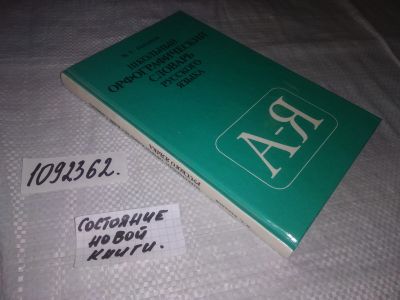 ШКОЛЬНЫЙ
ОРФОГРАФИЧЕСКИЙ
СЛОВАРЬ
РУССКОГО
ЯЗЫКА
А-Я
1092362.
СОСТОЯНИЕ
НОВОЙ
КНИГИ.